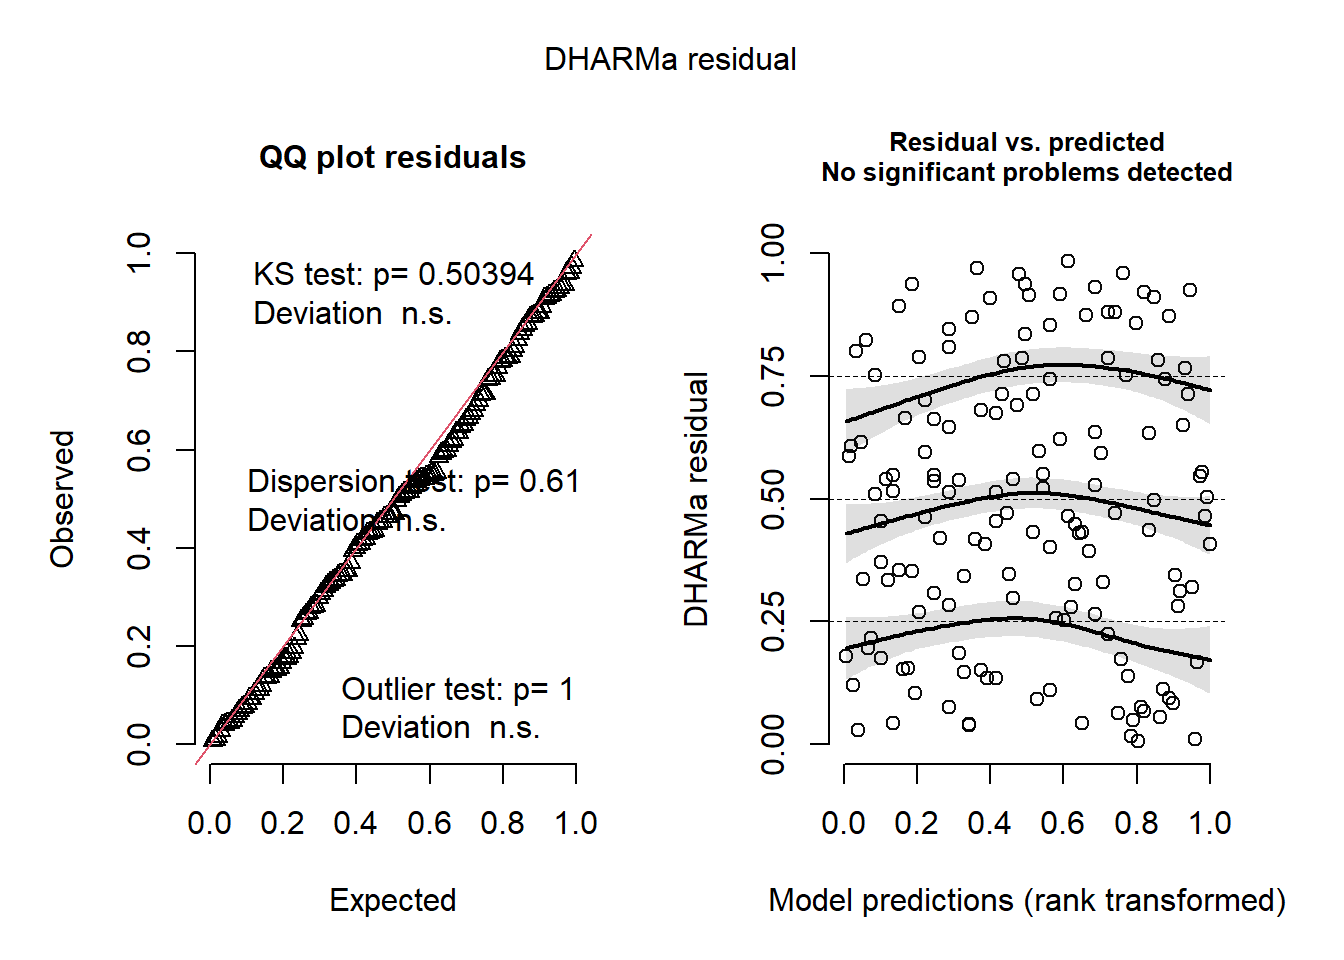 DHARMa residual
QQ plot residuals
KS test: p= 0.50394
Deviation  n.s.
Dispersion test: p= 0.61
Deviation  n.s.
Outlier test: p= 1
Deviation  n.s.
Observed
0.0
0.2
0.4
0.6
0.8
1.0
0.0 0.2 0.4 0.6 0.8 1.0
Expected
Residual vs. predicted
No significant problems detected
DHARMa residual
0.00
0.25
0.50
0.75
1.00
0.0 0.2 0.4 0.6 0.8 1.0
Model predictions (rank transformed)